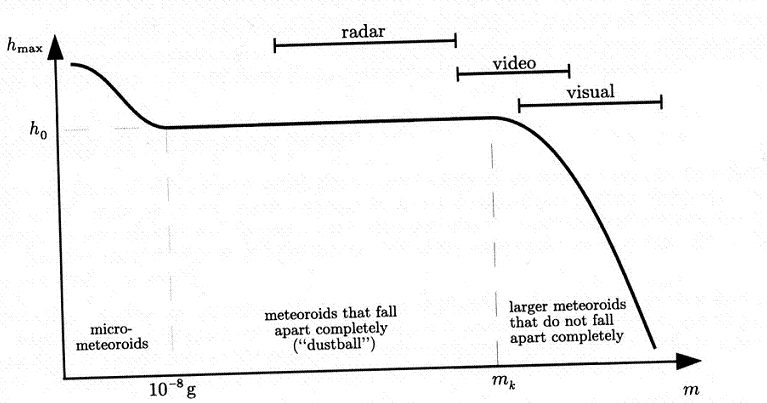 h_max
radar
video
visual
h_0
micro-
meteoroids
meteoroids that fall
apart completely
("dustball")
larger meteoroids
that do not fall
apart completely
10^-8 g
m_k
m